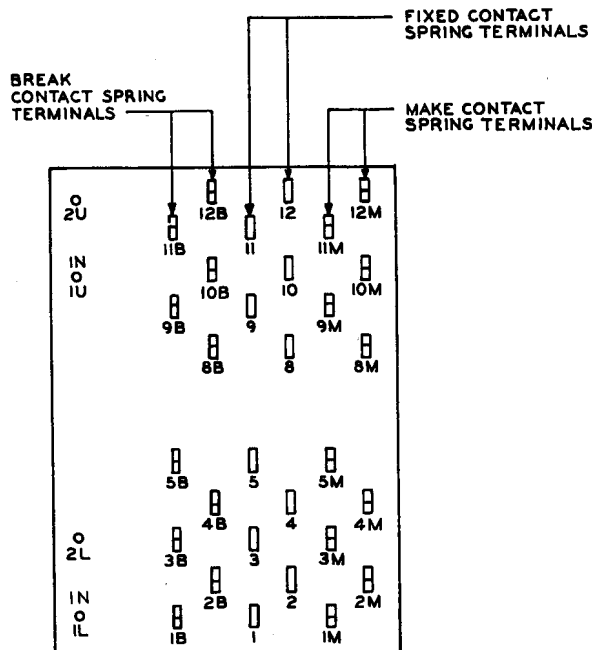 FIXED CONTACT
SPRING TERMINALS
BREAK
CONTACT SPRING
TERMINALS
MAKE CONTACT
SPRING TERMINALS
2U
12B 12 12M
11B 11 11M
IN
1U
10B 10 10M
9B 9 9M
8B 8 8M
5B 5 5M
4B 4 4M
2L
3B 3 3M
2B 2 2M
IN
1L
1B 1 1M